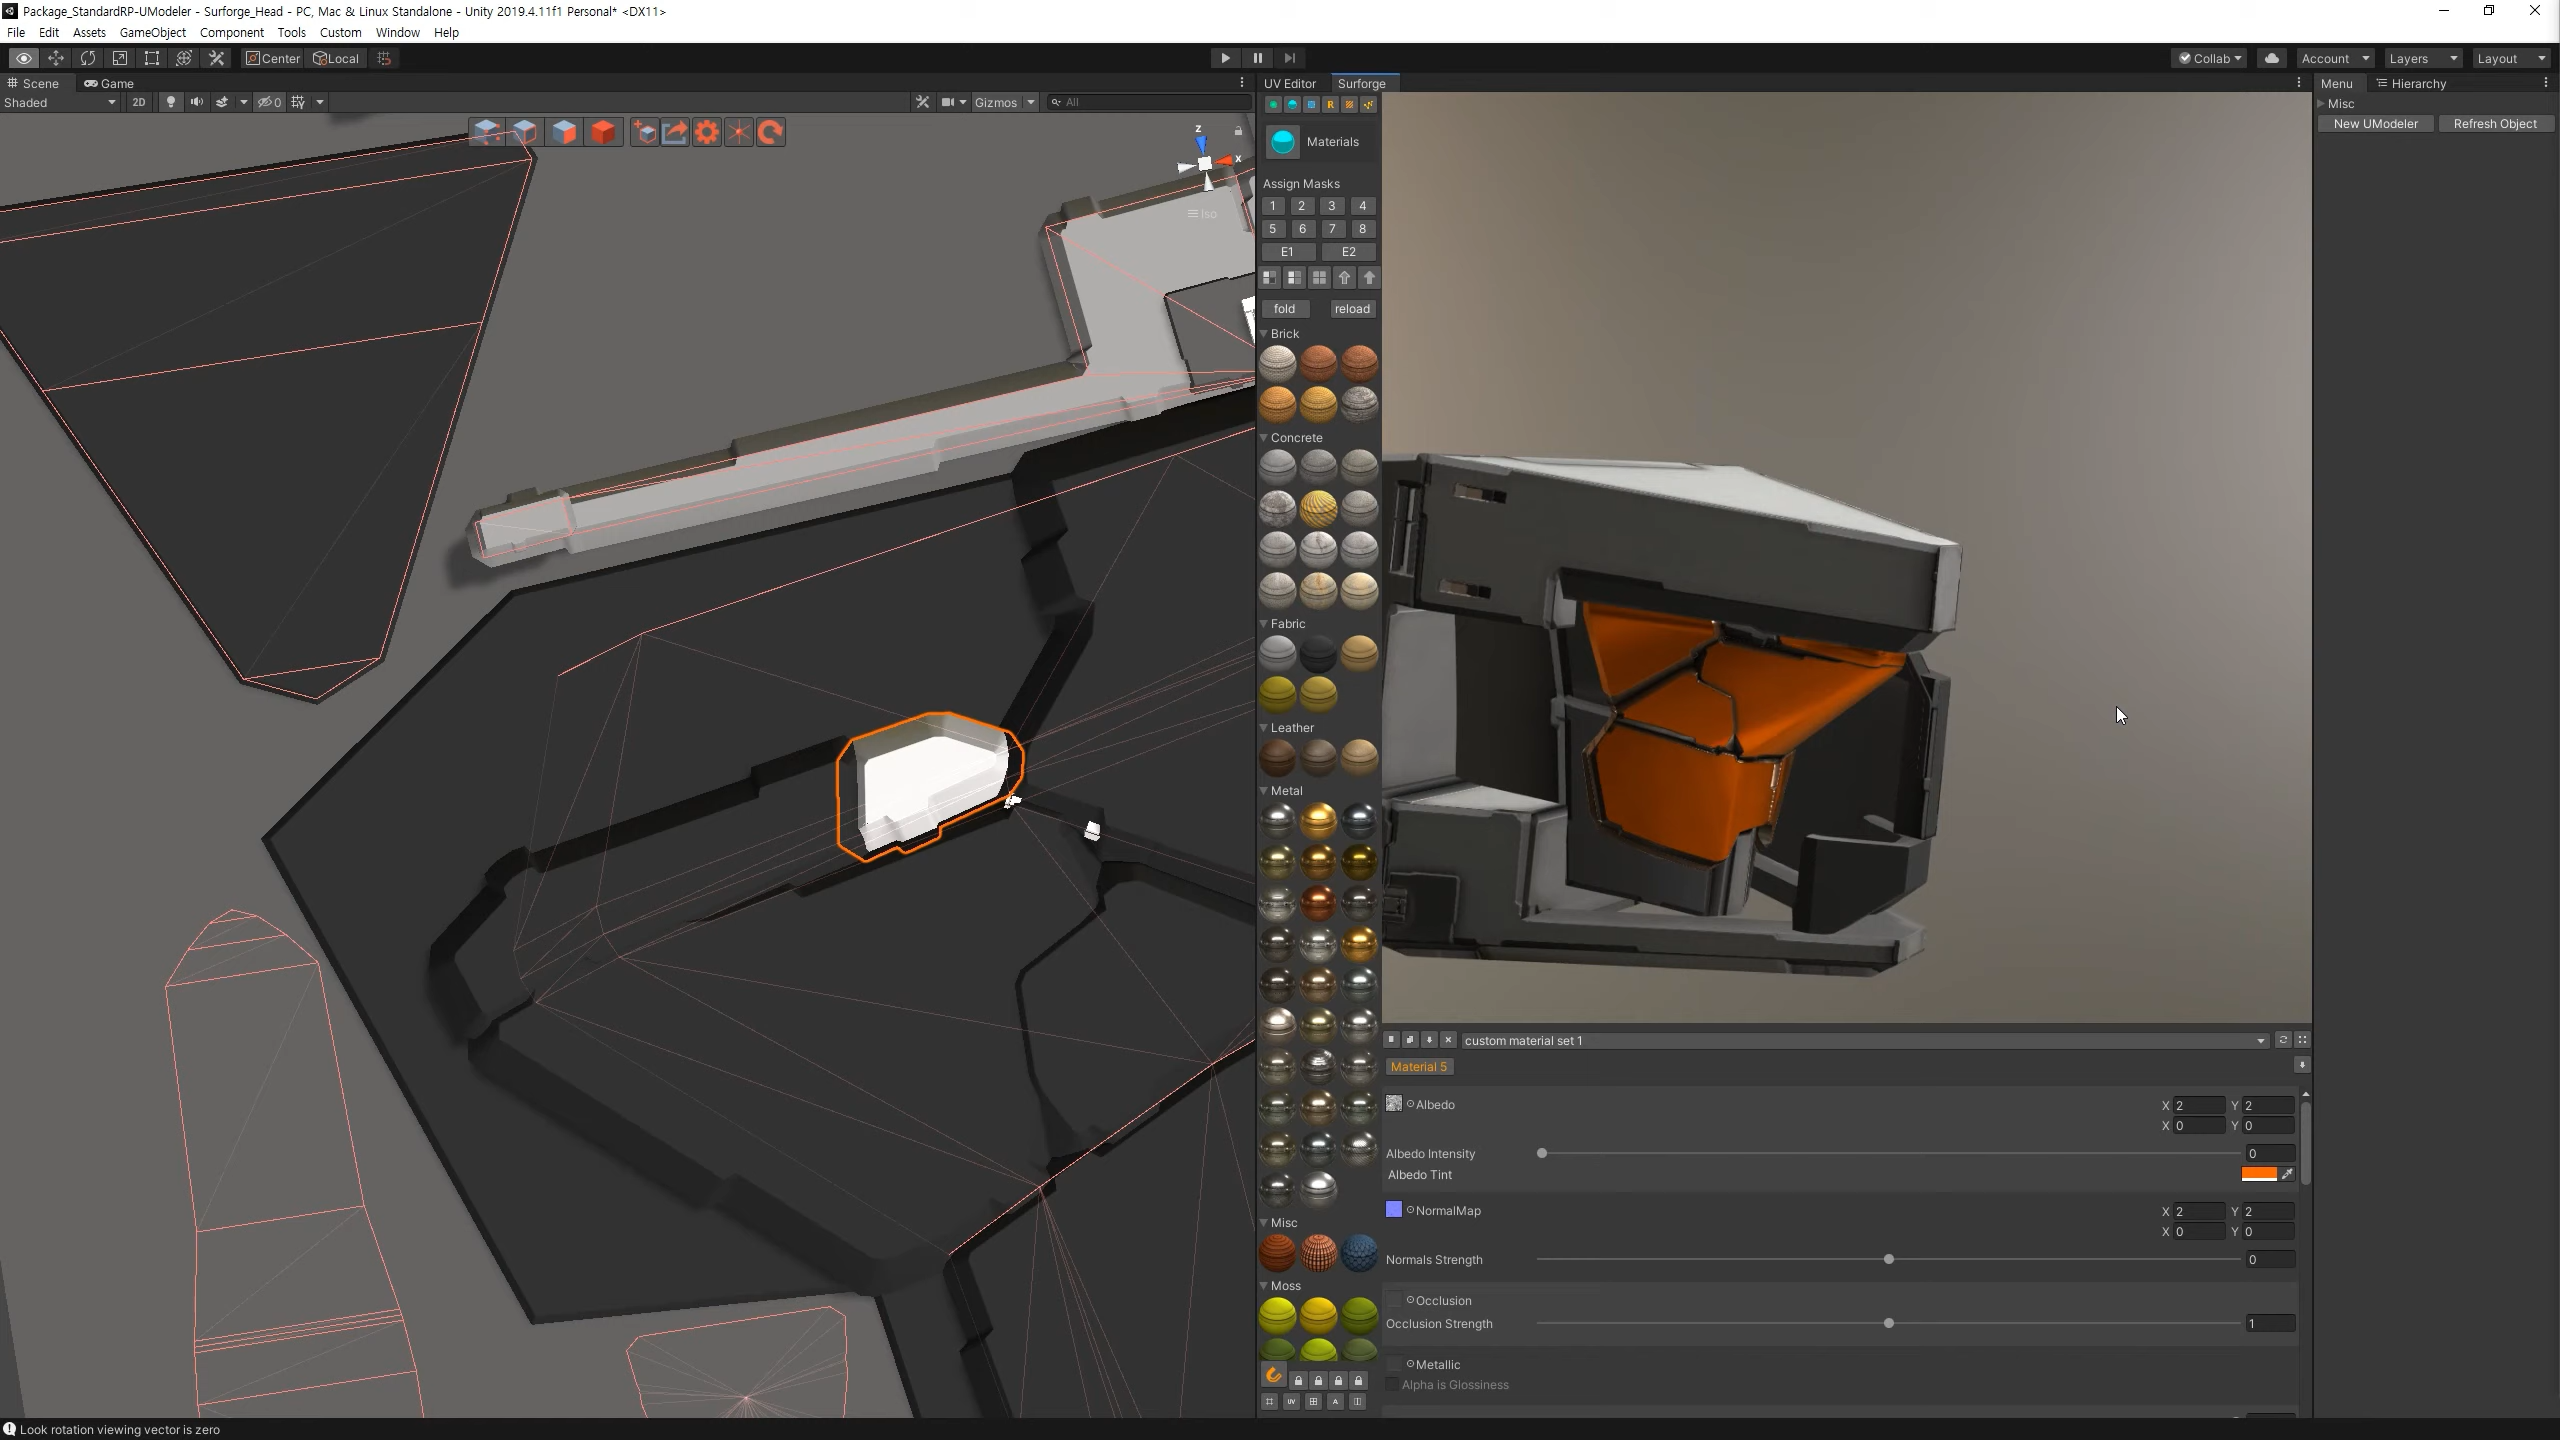 Package_StandardRP-UModeler - Surforge_Head - PC, Mac & Linux Standalone - Unity 2019.4.11f1 Personal* <DX11>
File Edit Assets GameObject Component Tools Custom Window Help
Center Local Collab Account Layers Layout
Scene Game UV Editor Surforge Menu Hierarchy
Shaded 2D 0 Gizmos All
Misc
New UModeler Refresh Object
z
x
Iso
R
Materials
Assign Masks
1 2 3 4
5 6 7 8
E1 E2
fold reload
Brick
Concrete
Fabric
Leather
Metal
Misc
Moss
UV A
custom material set 1
Material 5
Albedo X 2 Y 2
X 0 Y 0
Albedo Intensity 0
Albedo Tint
NormalMap X 2 Y 2
X 0 Y 0
Normals Strength 0
Occlusion
Occlusion Strength 1
Metallic
Alpha is Glossiness
Look rotation viewing vector is zero